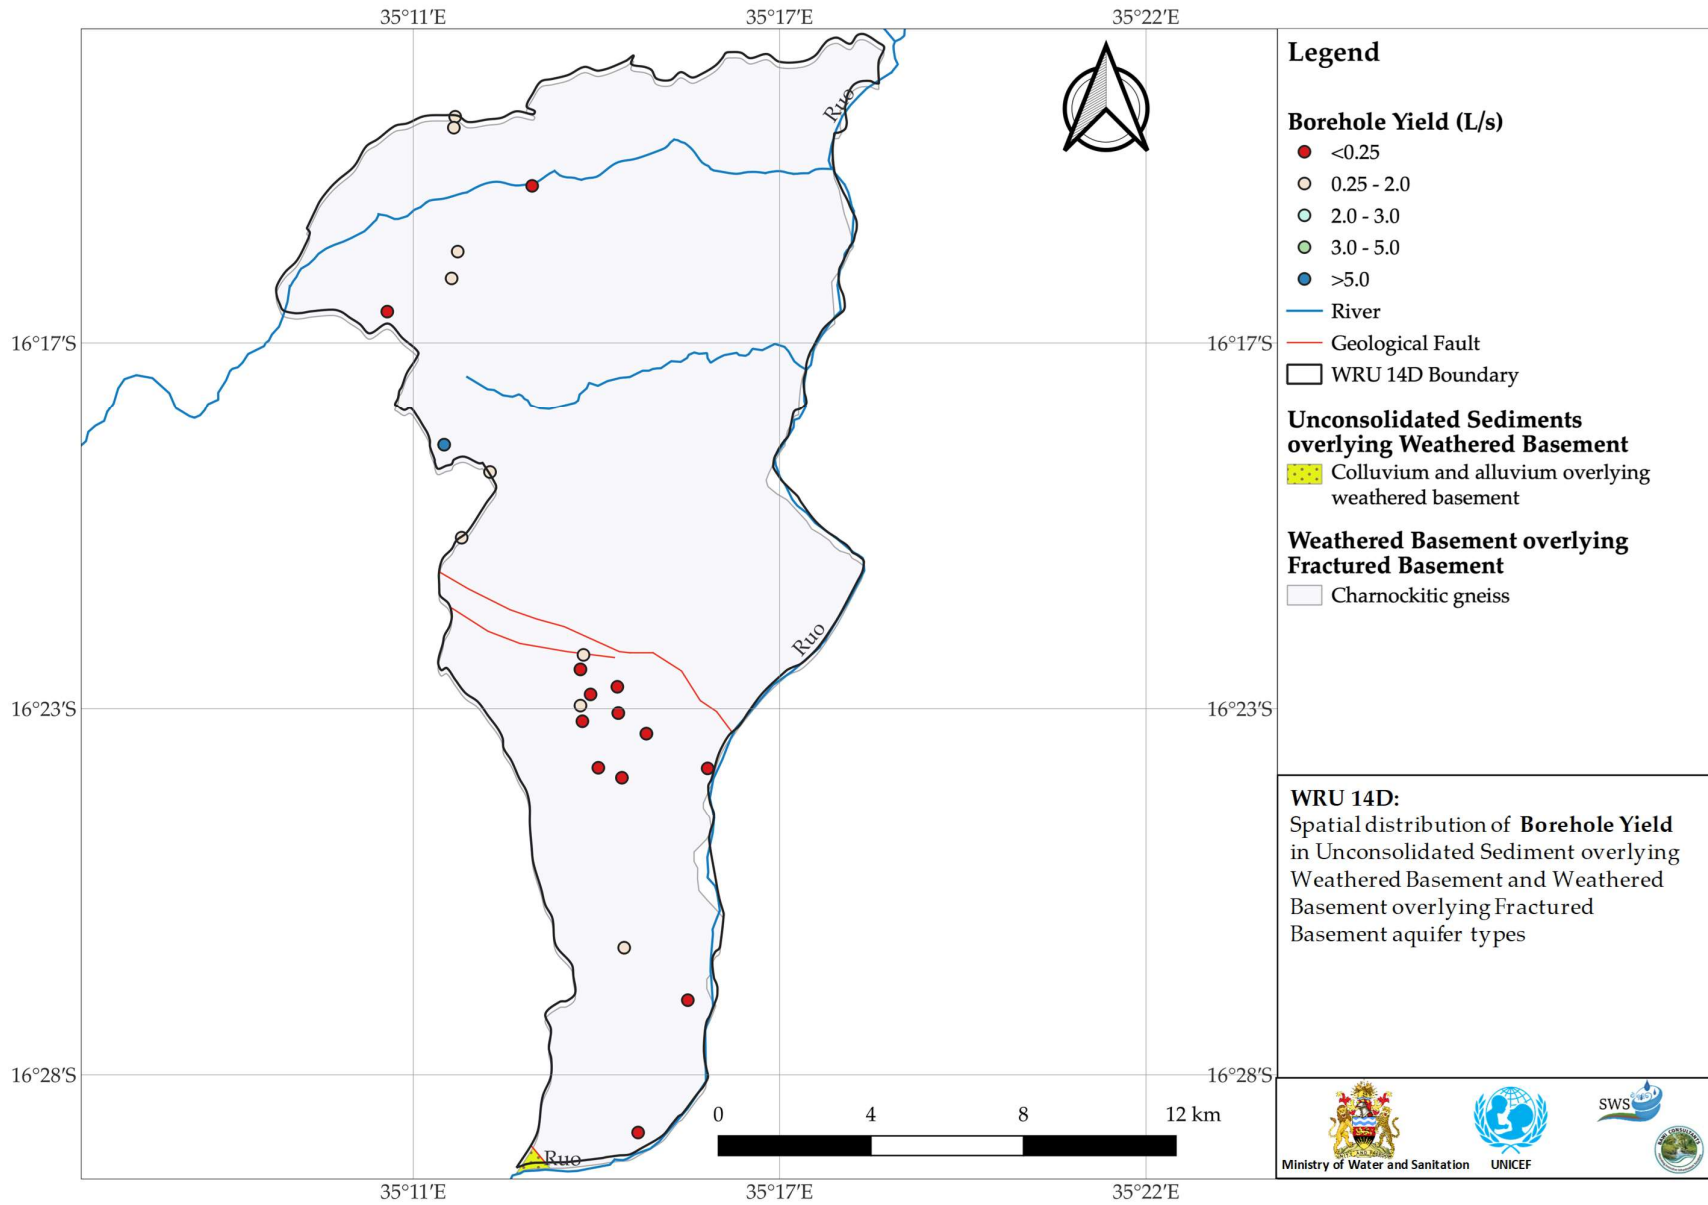 35°11′E
35°17′E
35°22′E
Ruo
16°17′S
16°17′S
Ruo
16°23′S
16°23′S
16°28′S
16°28′S
0
4
8
12 km
Ruo
35°11′E
35°17′E
35°22′E
Legend
Borehole Yield (L/s)
<0.25
0.25 - 2.0
2.0 - 3.0
3.0 - 5.0
>5.0
River
Geological Fault
WRU 14D Boundary
Unconsolidated Sediments
overlying Weathered Basement
Colluvium and alluvium overlying
weathered basement
Weathered Basement overlying
Fractured Basement
Charnockitic gneiss
WRU 14D:
Spatial distribution of Borehole Yield
in Unconsolidated Sediment overlying
Weathered Basement and Weathered
Basement overlying Fractured
Basement aquifer types
Ministry of Water and Sanitation
UNICEF
SWS